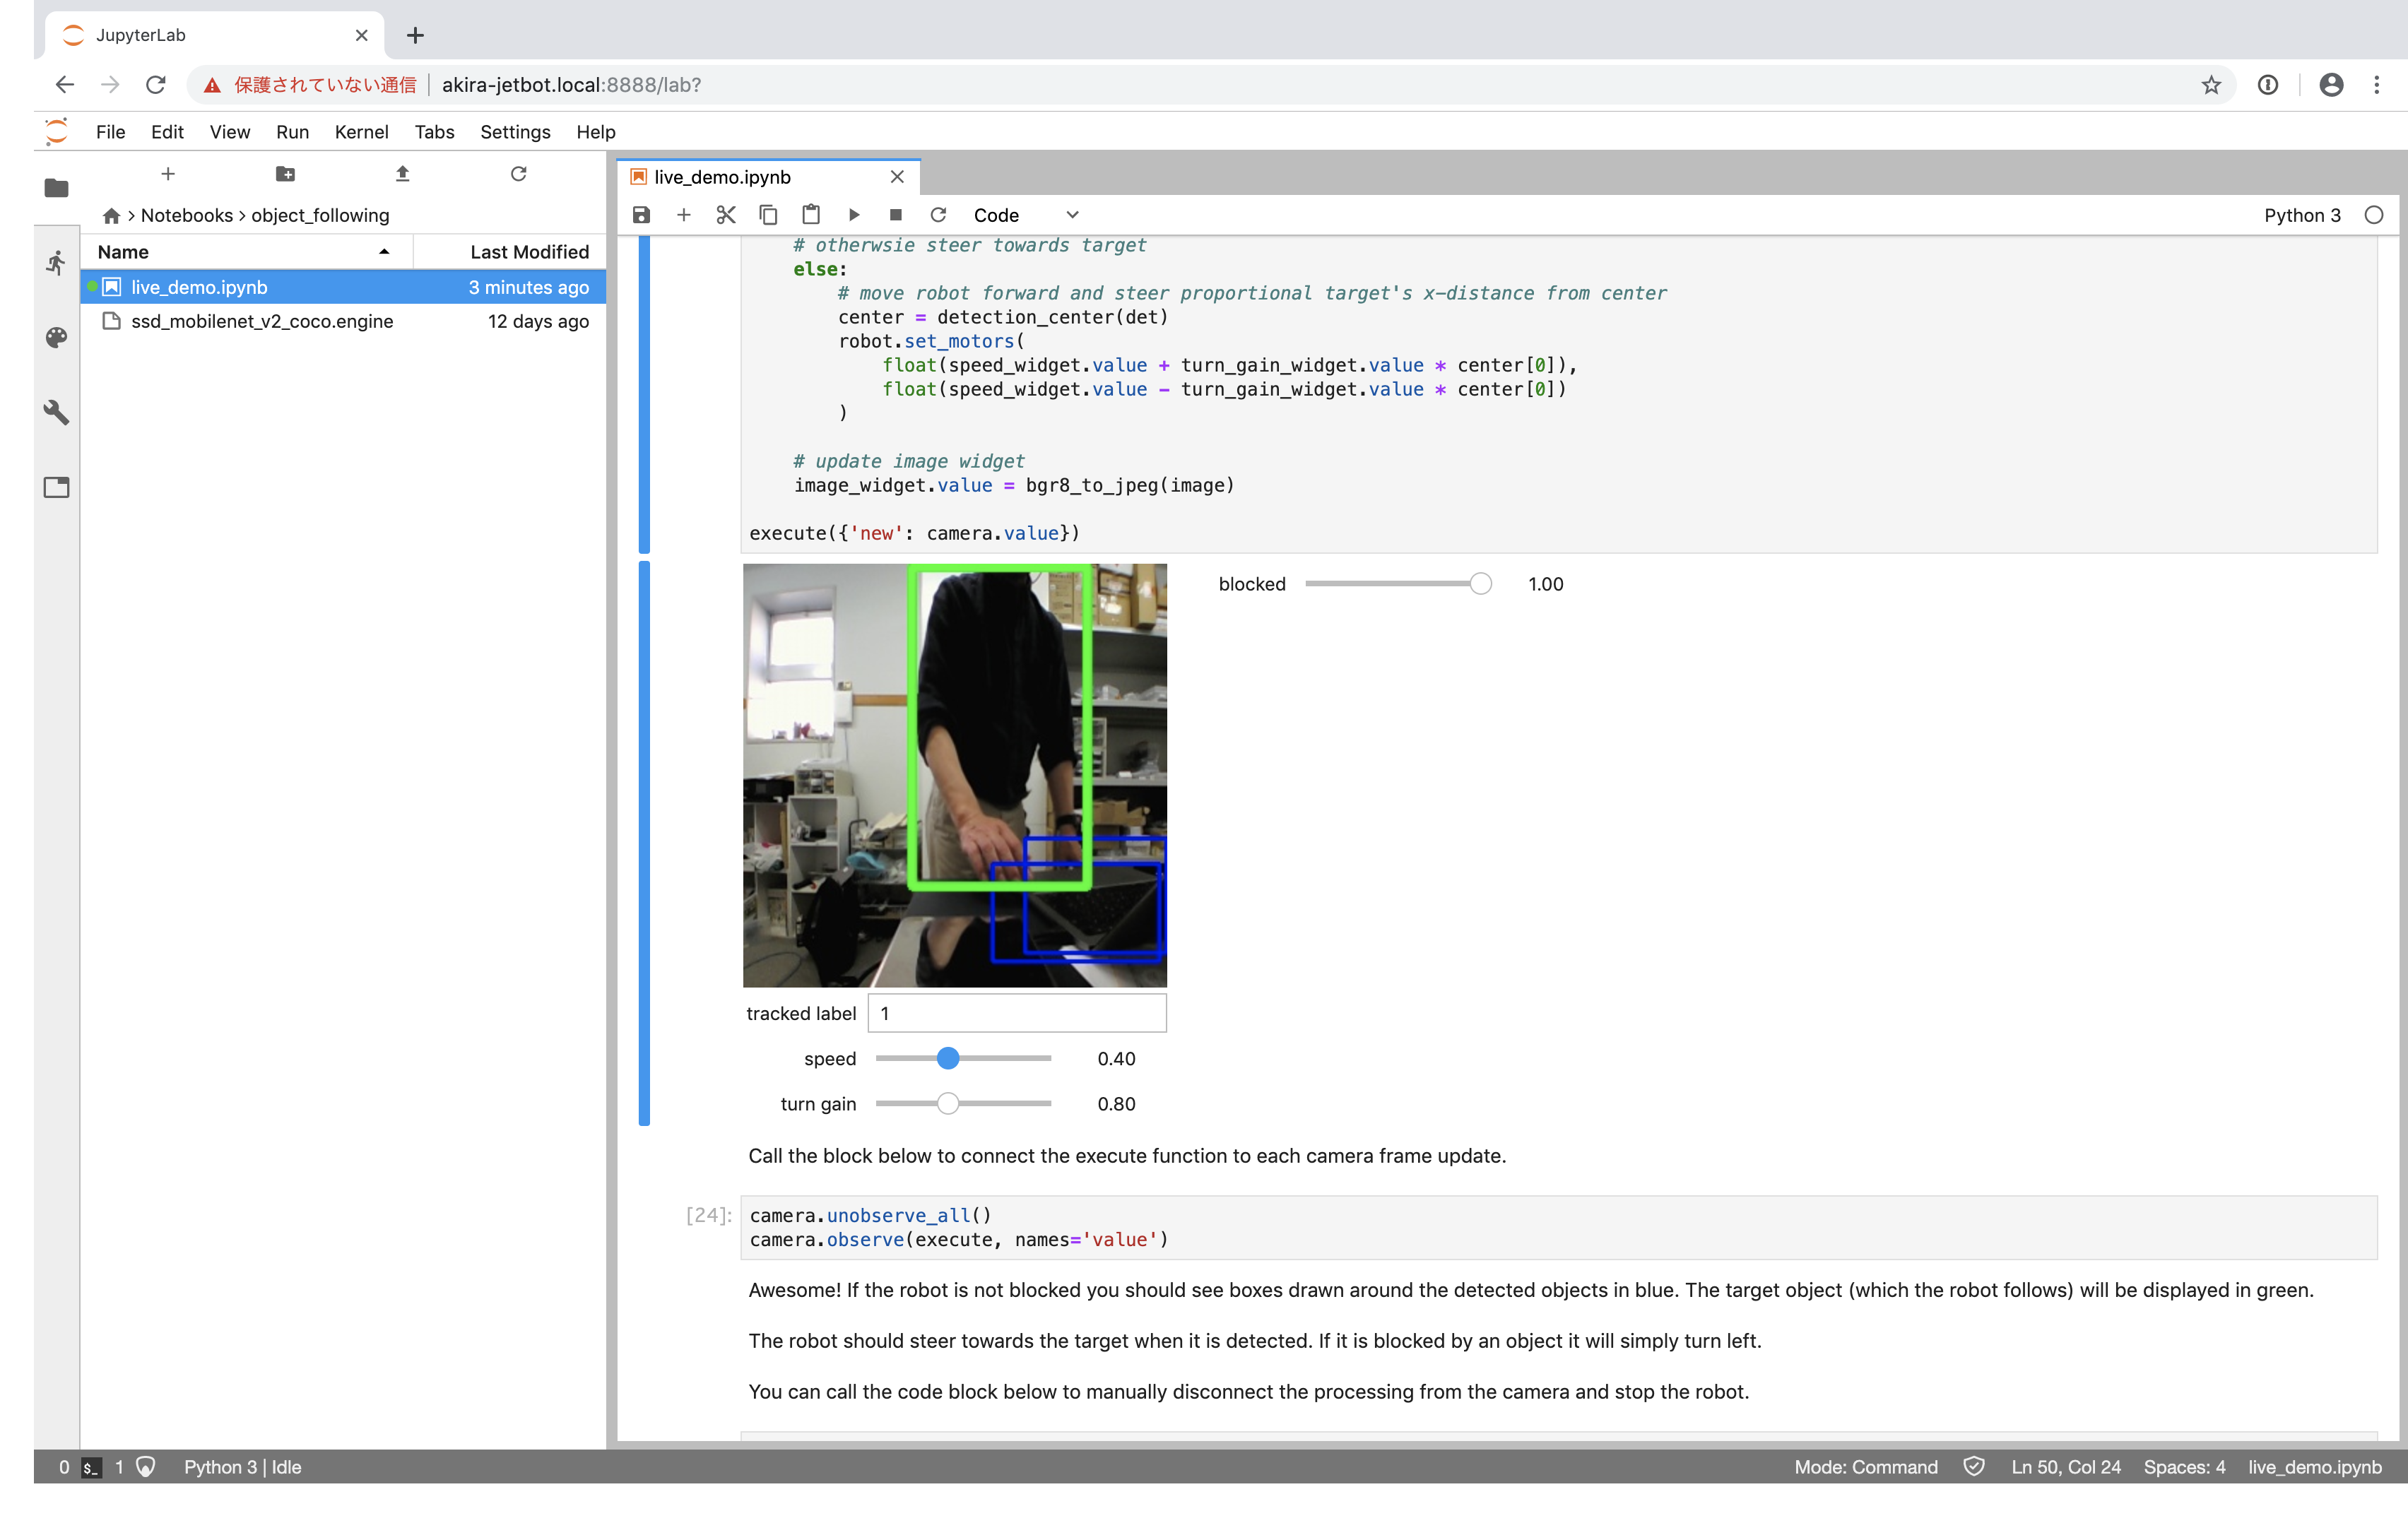 JupyterLab
保護されていない通信 akira-jetbot.local:8888/lab?
File Edit View Run Kernel Tabs Settings Help
live_demo.ipynb
Notebooks > object_following
Code
Python 3
Name Last Modified
live_demo.ipynb 3 minutes ago
ssd_mobilenet_v2_coco.engine 12 days ago
# otherwsie steer towards target
else:
# move robot forward and steer proportional target's x-distance from center
center = detection_center(det)
robot.set_motors(
float(speed_widget.value + turn_gain_widget.value * center[0]),
float(speed_widget.value - turn_gain_widget.value * center[0])
)
# update image widget
image_widget.value = bgr8_to_jpeg(image)
execute({'new': camera.value})
blocked 1.00
tracked label 1
speed 0.40
turn gain 0.80
Call the block below to connect the execute function to each camera frame update.
[24]: camera.unobserve_all()
camera.observe(execute, names='value')
Awesome! If the robot is not blocked you should see boxes drawn around the detected objects in blue. The target object (which the robot follows) will be displayed in green.
The robot should steer towards the target when it is detected. If it is blocked by an object it will simply turn left.
You can call the code block below to manually disconnect the processing from the camera and stop the robot.
0 $_ 1 Python 3 | Idle Mode: Command Ln 50, Col 24 Spaces: 4 live_demo.ipynb